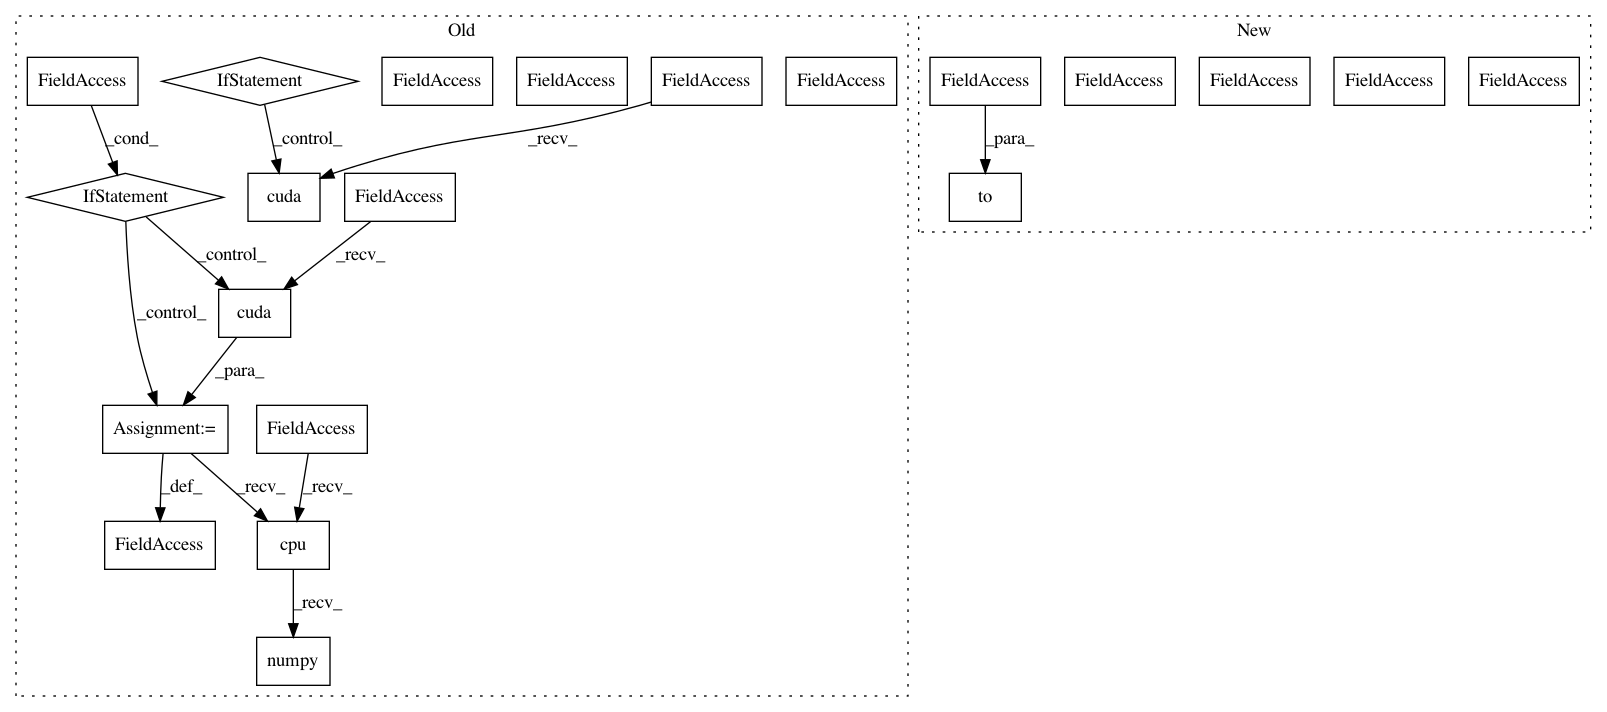 Old
New
FieldAccess
IfStatement
FieldAccess
FieldAccess
FieldAccess
FieldAccess
FieldAccess
FieldAccess
FieldAccess
FieldAccess
FieldAccess
_cond_
_control_
_recv_
_para_
IfStatement
cuda
FieldAccess
to
_control_
_recv_
cuda
_control_
_para_
Assignment:=
FieldAccess
_def_
_recv_
_recv_
FieldAccess
cpu
_recv_
numpy